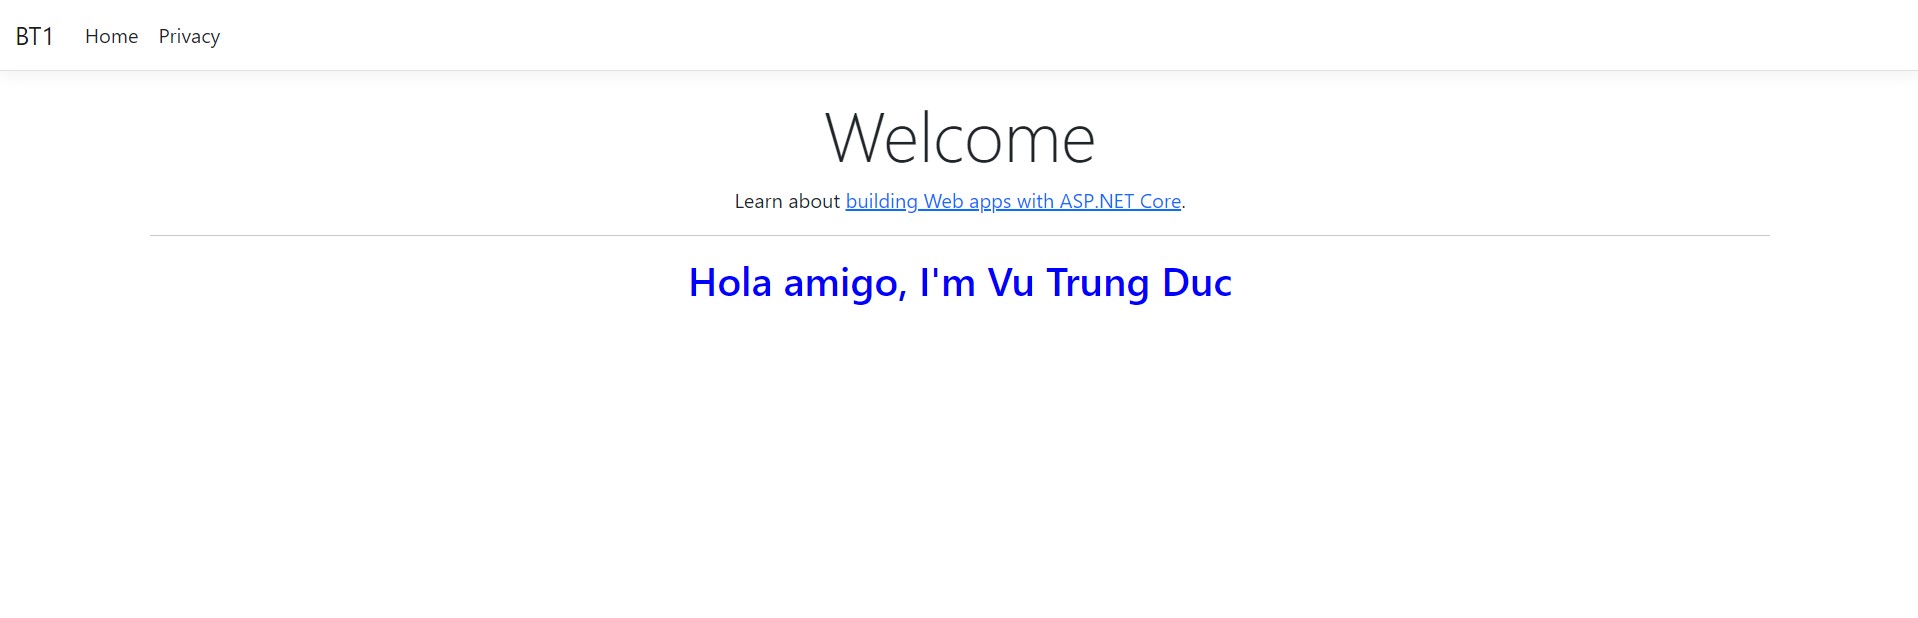 BT1 Home Privacy
Welcome
Learn about building Web apps with ASP.NET Core.
Hola amigo, I'm Vu Trung Duc